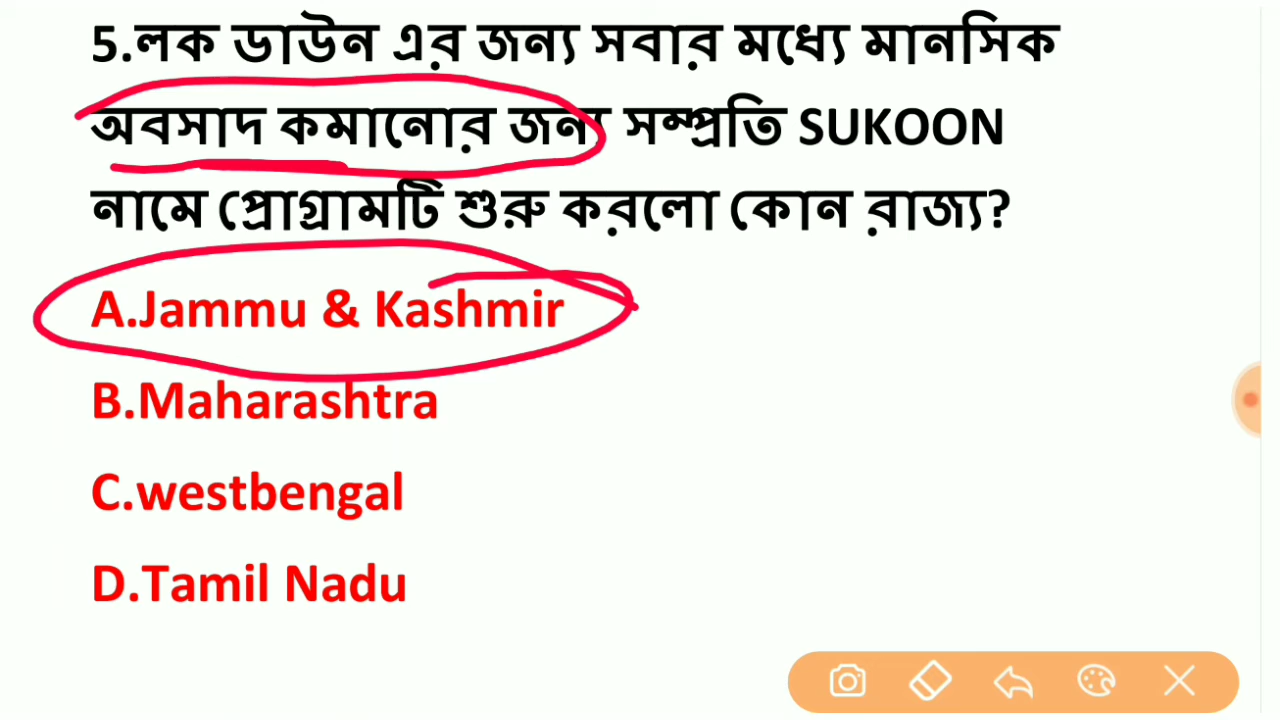 5.লক ডাউন এর জন্য সবার মধ্যে মানসিক
অবসাদ কমানোর জন্য সম্প্রতি SUKOON
নামে প্রোগ্রামটি শুরু করলো কোন রাজ্য?
A.Jammu & Kashmir
B.Maharashtra
C.westbengal
D.Tamil Nadu